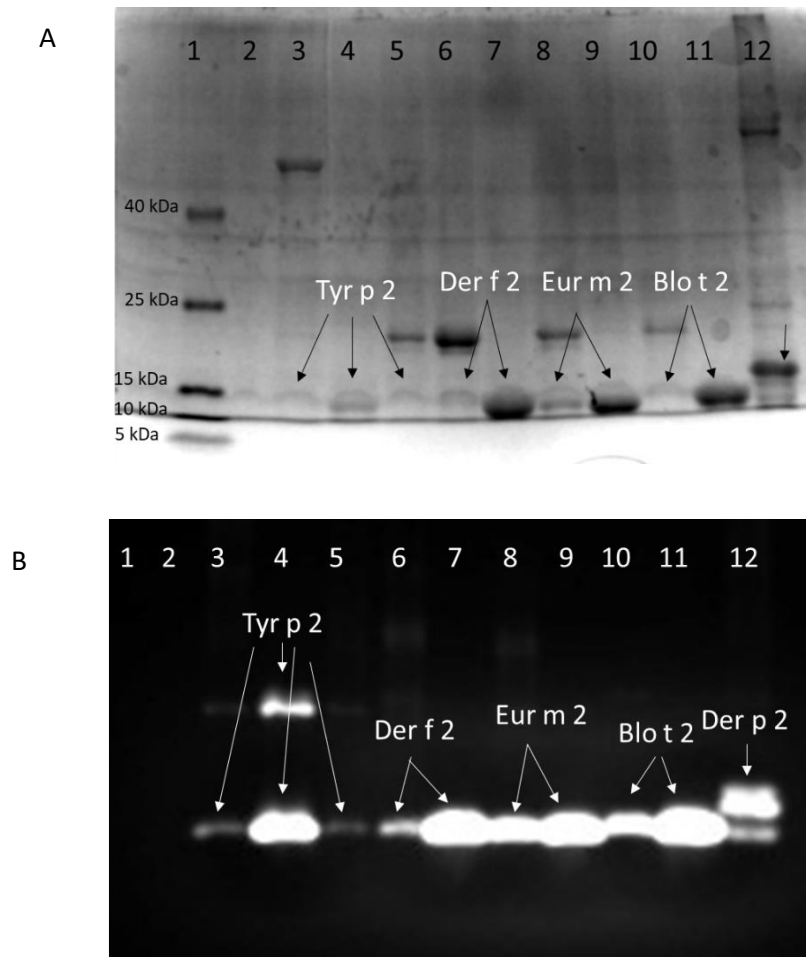 A
1 2 3 4 5 6 7 8 9 10 11 12
40 kDa
25 kDa
Tyr p 2 Der f 2 Eur m 2 Blo t 2
15 kDa
10 kDa
5 kDa
B
1 2 3 4 5 6 7 8 9 10 11 12
Tyr p 2
Der f 2 Eur m 2 Blo t 2 Der p 2